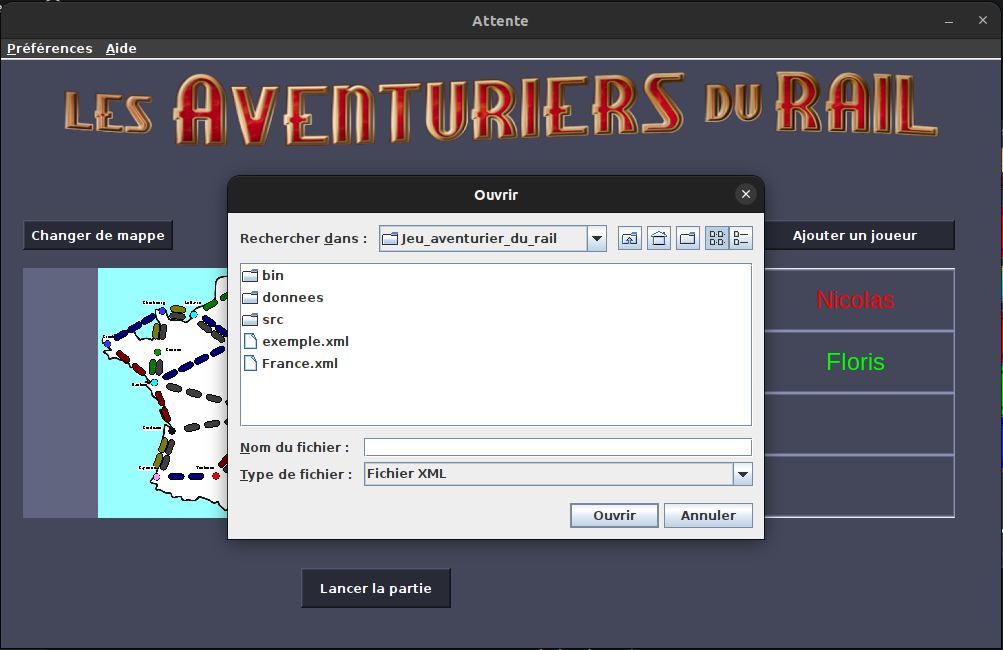 Attente
Préférences Aide
LES AVENTURIERS DU RAIL
Ouvrir
Changer de mappe
Rechercher dans :
Jeu_aventurier_du_rail
Ajouter un joueur
bin
donnees
src
exemple.xml
France.xml
Nicolas
Floris
Nom du fichier :
Type de fichier :
Fichier XML
Ouvrir
Annuler
Lancer la partie